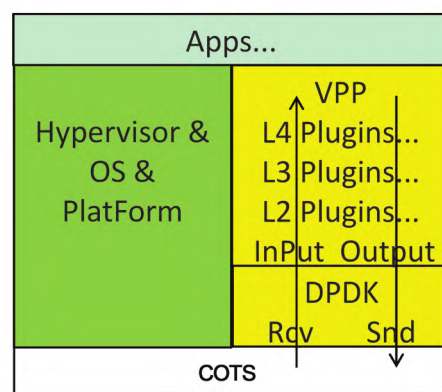 Apps...
Hypervisor &
OS &
PlatForm
VPP
L4 Plugins...
L3 Plugins...
L2 Plugins...
InPut Output
DPDK
Rcv Snd
COTS